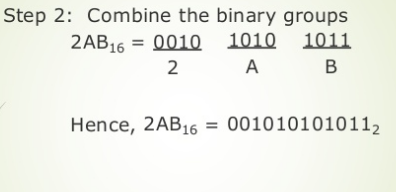 Step 2: Combine the binary groups
2AB₁₆ = 0010 1010 1011
2 A B
Hence, 2AB₁₆ = 001010101011₂